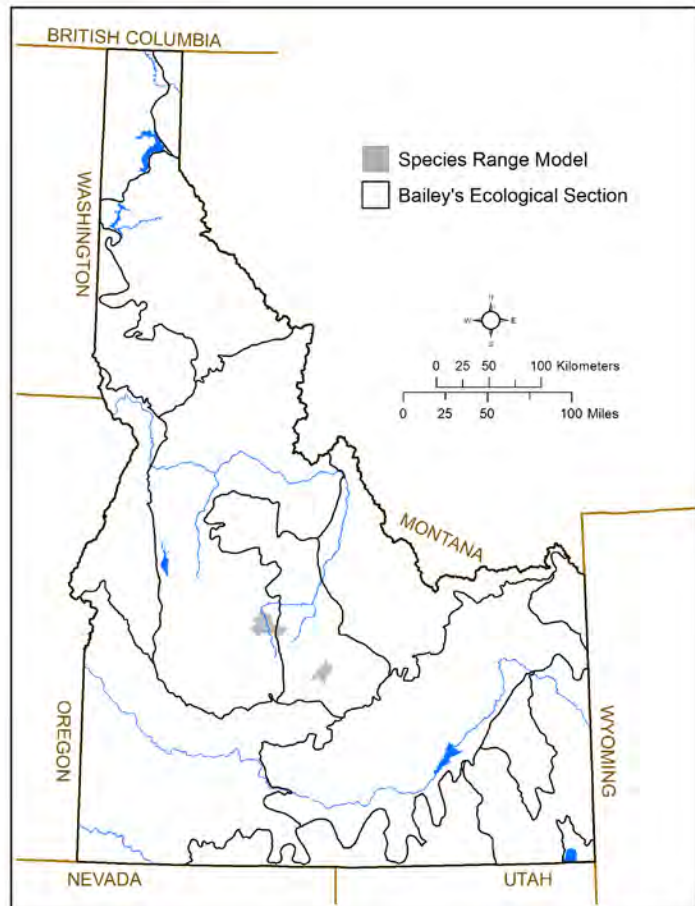 BRITISH COLUMBIA
WASHINGTON
Species Range Model
Bailey's Ecological Section
N
W
E
S
0 25 50 100 Kilometers
0 25 50 100 Miles
MONTANA
OREGON
WYOMING
NEVADA
UTAH